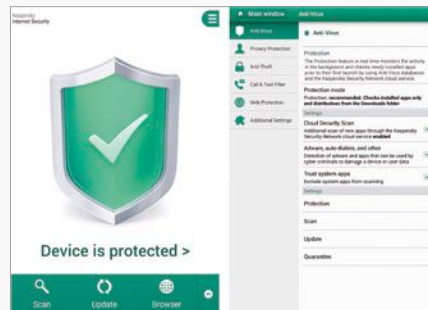 Kaspersky
Internet Security
Device is protected >
Scan
Update
Browser
Main window
Anti-Virus
Anti-Virus
Privacy Protection
Anti-Theft
Call & Text Filter
Web Protection
Additional Settings
Anti-Virus
Protection
The Protection feature in real time monitors the activity
in the background and checks newly installed apps
prior to their first launch by using Anti-Virus databases
and the Kaspersky Security Network cloud service.
Protection mode
Protection recommended. Checks installed apps only
and distributives from the Downloads folder
Settings
Cloud Security Scan
Additional scan of new apps through the Kaspersky
Security Network cloud service enabled
Adware, auto-dialers, and other
Detection of adware and apps that can be used by
cyber criminals to damage a device or user data
Trust system apps
Exclude system apps from scanning
Settings
Protection
Scan
Update
Quarantine